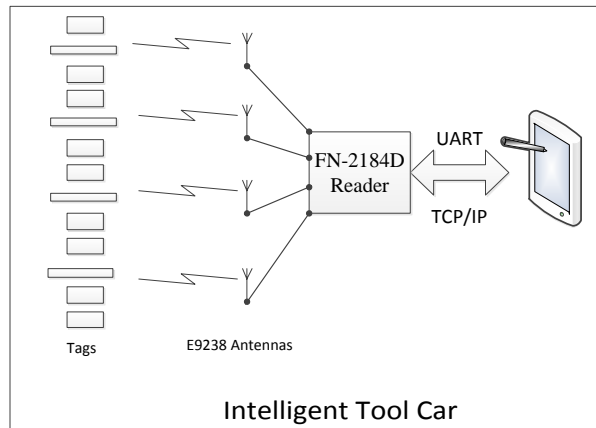 FN-2184D
Reader
UART
TCP/IP
Tags
E9238 Antennas
Intelligent Tool Car